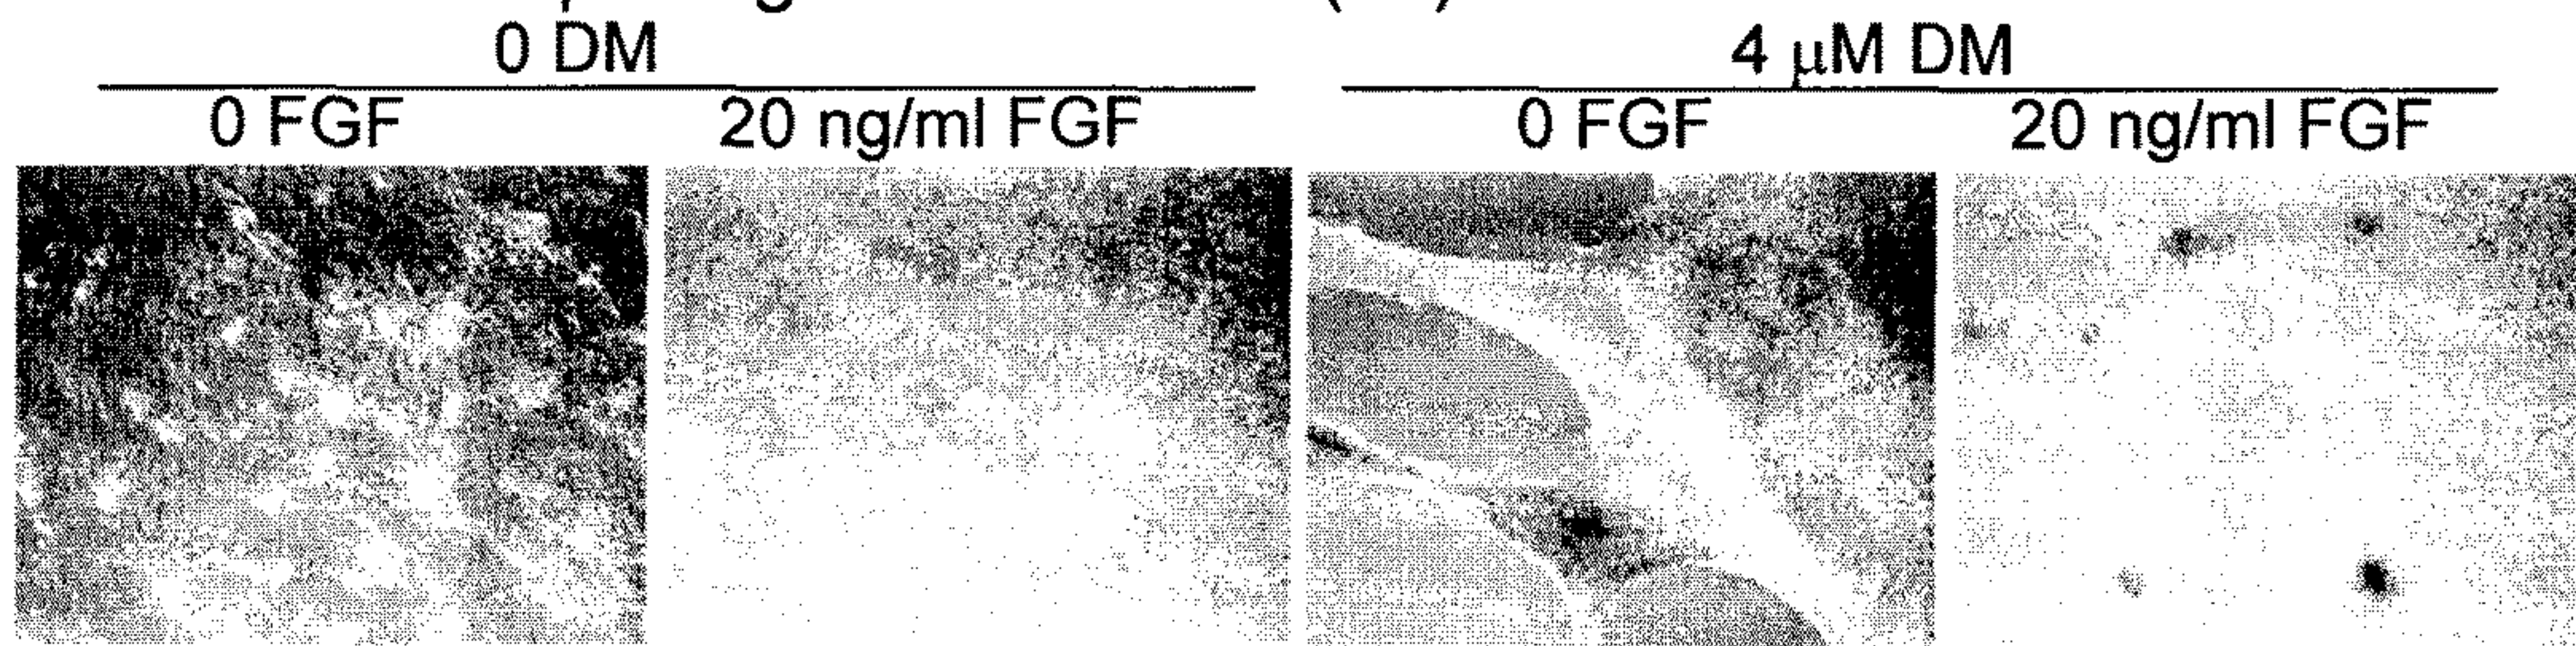 0 DM 4 μM DM
0 FGF 20 ng/ml FGF 0 FGF 20 ng/ml FGF